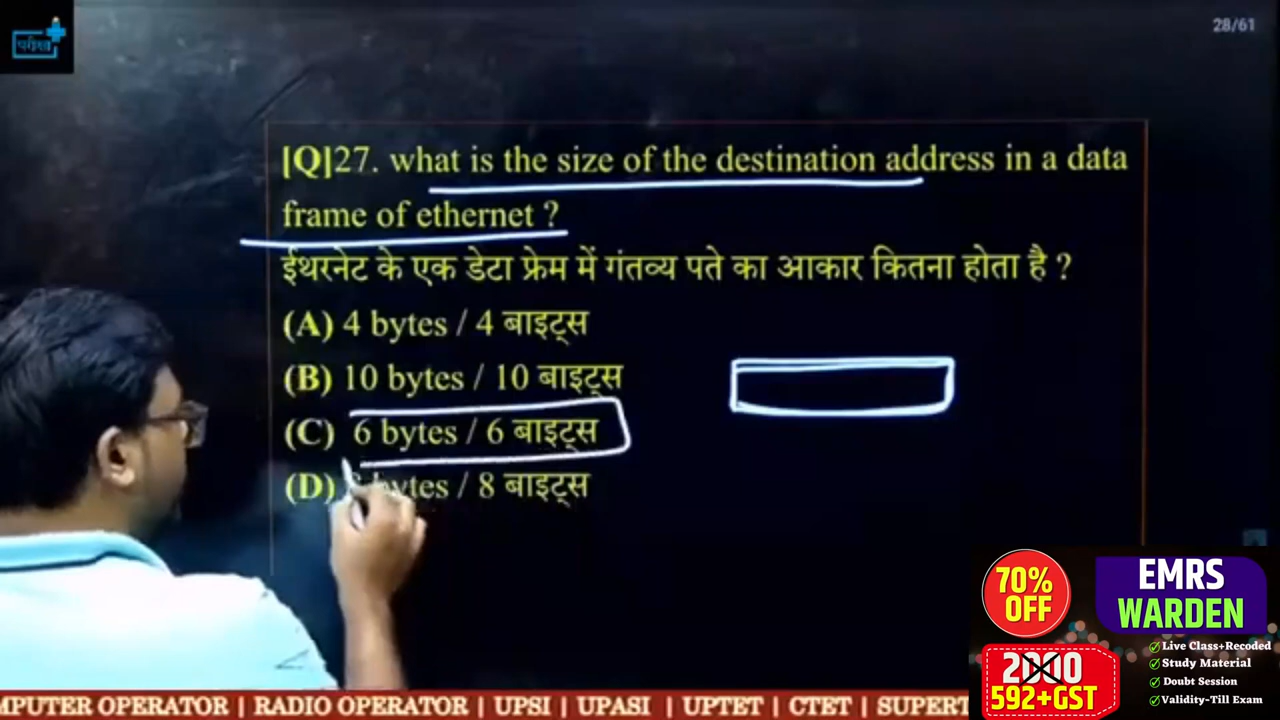 परीक्षा
28/61
[Q]27. what is the size of the destination address in a data
frame of ethernet ?
ईथरनेट के एक डेटा फ्रेम में गंतव्य पते का आकार कितना होता है ?
(A) 4 bytes / 4 बाइट्स
(B) 10 bytes / 10 बाइट्स
(C) 6 bytes / 6 बाइट्स
(D) 8 bytes / 8 बाइट्स
70%
OFF
EMRS
WARDEN
2000
592+GST
Live Class+Recoded
Study Material
Doubt Session
Validity-Till Exam
MPUTER OPERATOR | RADIO OPERATOR | UPSI | UPASI | UPTET | CTET | SUPERT